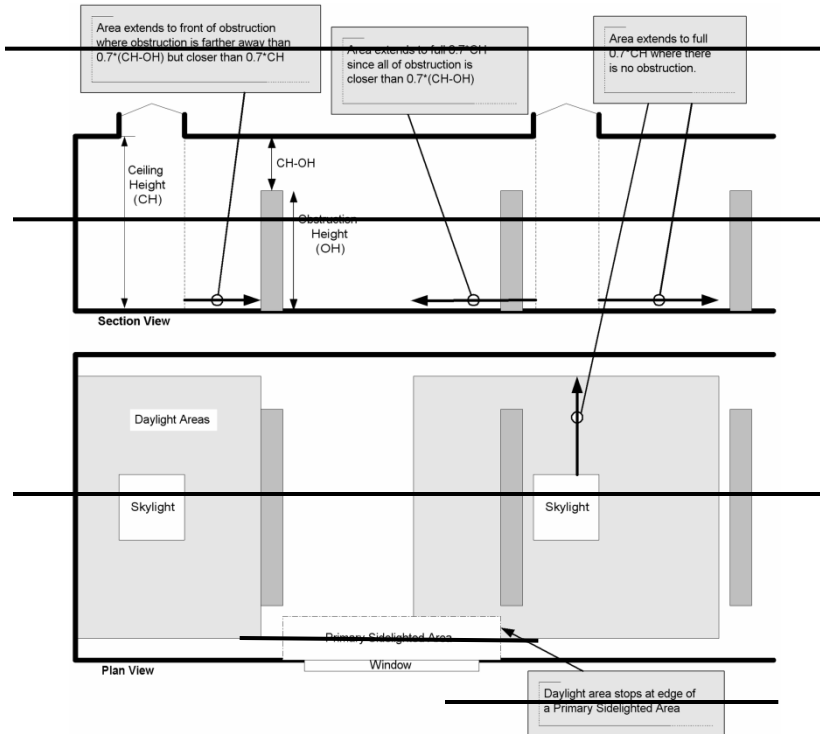 Area extends to front of obstruction
where obstruction is farther away than
0.7*(CH-OH) but closer than 0.7*CH
Area extends to full 0.7*CH
since all of obstruction is
closer than 0.7*(CH-OH)
Area extends to full
0.7*CH where there
is no obstruction.
Ceiling
Height
(CH)
CH-OH
Obstruction
Height
(OH)
Section View
Daylight Areas
Skylight
Skylight
Primary Sidelighted Area
Window
Plan View
Daylight area stops at edge of
a Primary Sidelighted Area